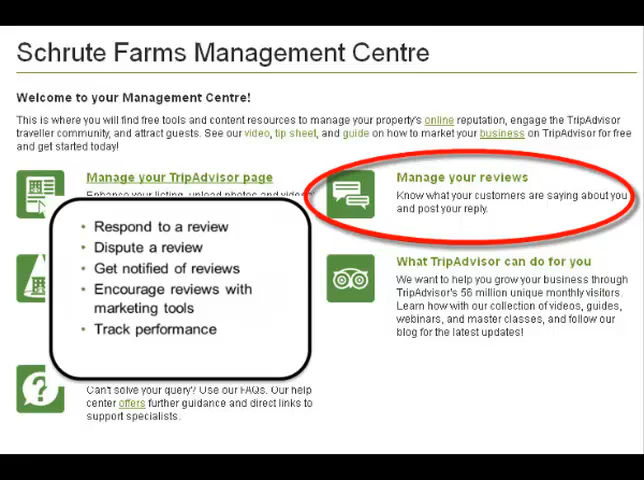 Schrute Farms Management Centre
Welcome to your Management Centre!
This is where you will find free tools and content resources to manage your property's online reputation, engage the TripAdvisor
traveller community, and attract guests. See our video, tip sheet, and guide on how to market your business on TripAdvisor for free
and get started today!
Manage your TripAdvisor page
Enhance your listing, upload photos and videos
• Respond to a review
• Dispute a review
• Get notified of reviews
• Encourage reviews with
marketing tools
• Track performance
Can't solve your query? Use our FAQs. Our help
center offers further guidance and direct links to
support specialists.
Manage your reviews
Know what your customers are saying about you
and post your reply.
What TripAdvisor can do for you
We want to help you grow your business through
TripAdvisor's 56 million unique monthly visitors.
Learn how with our collection of videos, guides,
webinars, and master classes, and follow our
blog for the latest updates!